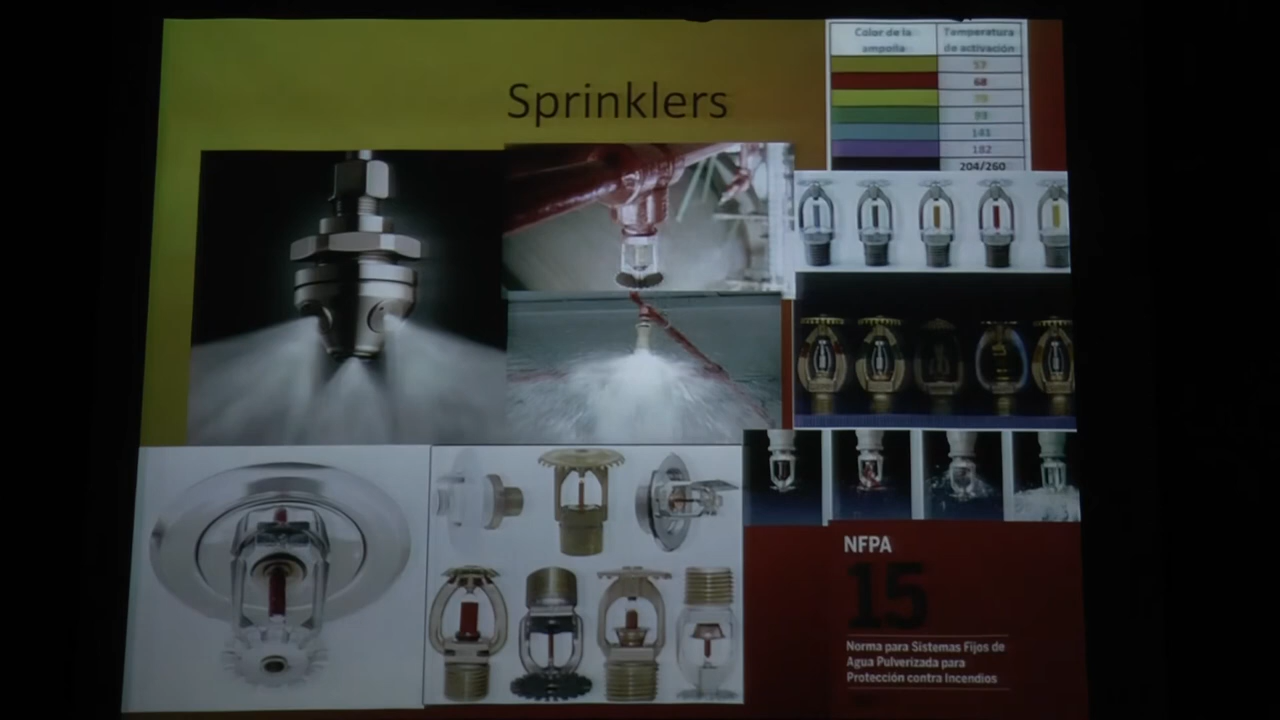 Sprinklers
Color de la ampolla
Temperatura de activación
57
68
79
93
141
182
204/260
NFPA
15
Norma para Sistemas Fijos de
Agua Pulverizada para
Protección contra Incendios